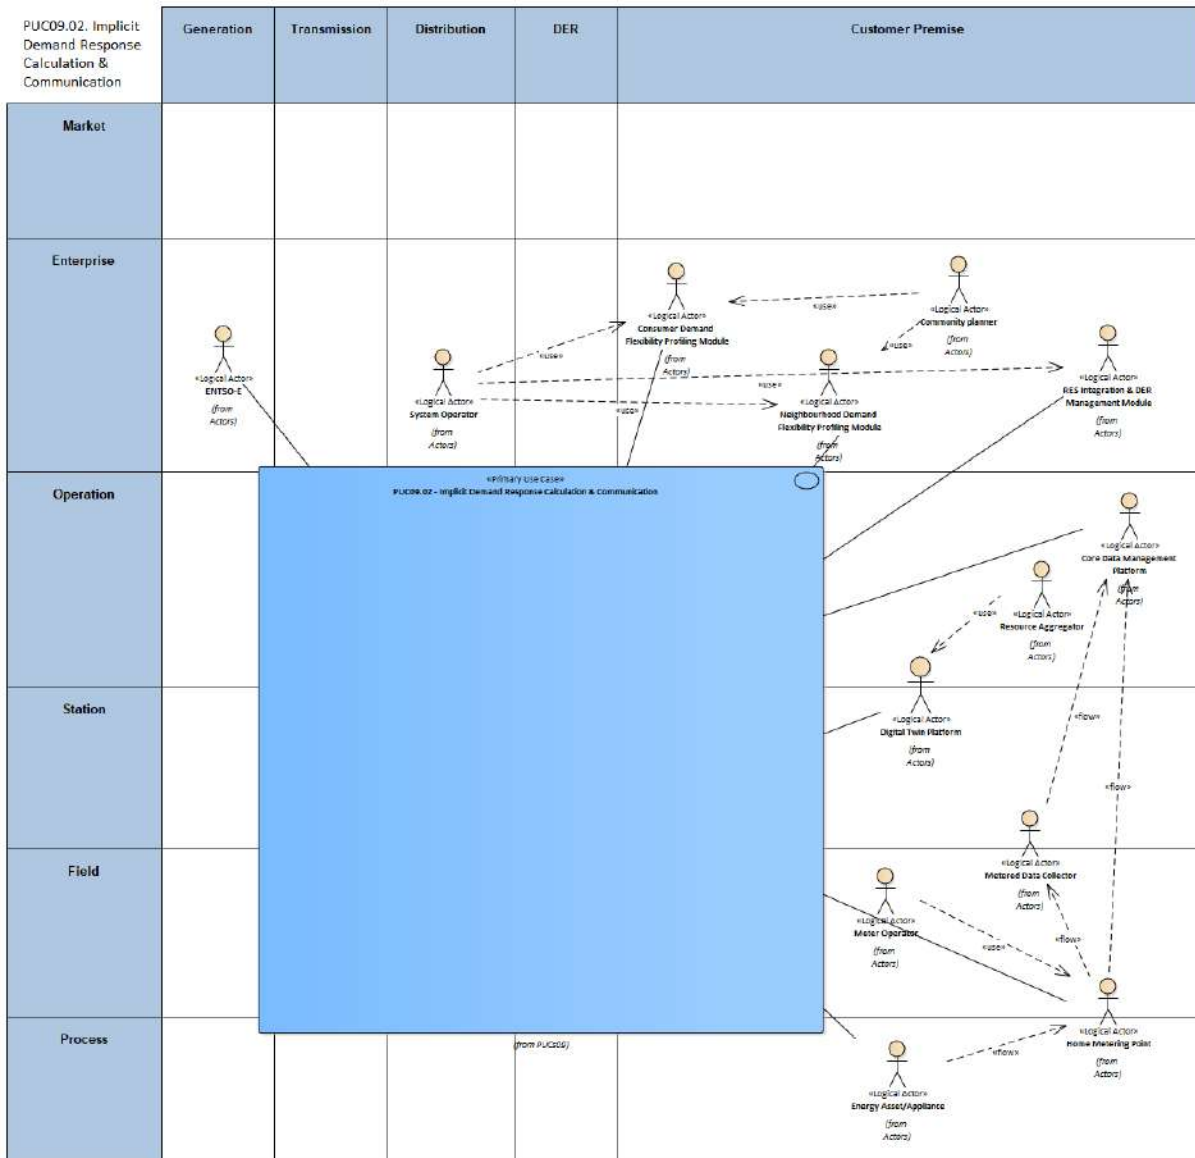 PUC09.02. Implicit
Demand Response
Calculation &
Communication
Generation
Transmission
Distribution
DER
Customer Premise
Market
Enterprise
«Logical Actor»
ENTSO-E
(from
Actors)
«Logical Actor»
System Operator
(from
Actors)
«use»
«Logical Actor»
Consumer Demand
Flexibility Profiling Module
(from
Actors)
«use»
«Logical Actor»
Community planner
(from
Actors)
«use»
«use»
«use»
«Logical Actor»
Neighbourhood Demand
Flexibility Profiling Module
(from
Actors)
«Logical Actor»
RES Integration & DER
Management Module
(from
Actors)
Operation
«Primary Use Case»
PUC09.02 - Implicit Demand Response Calculation & Communication
«Logical Actor»
Core Data Management
Platform
(from
Actors)
«Logical Actor»
Resource Aggregator
(from
Actors)
«use»
Station
«Logical Actor»
Digital Twin Platform
(from
Actors)
«flow»
«flow»
Field
«Logical Actor»
Metered Data Collector
(from
Actors)
«Logical Actor»
Meter Operator
(from
Actors)
«use»
«flow»
Process
(from PUCs09)
«Logical Actor»
Home Metering Point
(from
Actors)
«flow»
«Logical Actor»
Energy Asset/Appliance
(from
Actors)